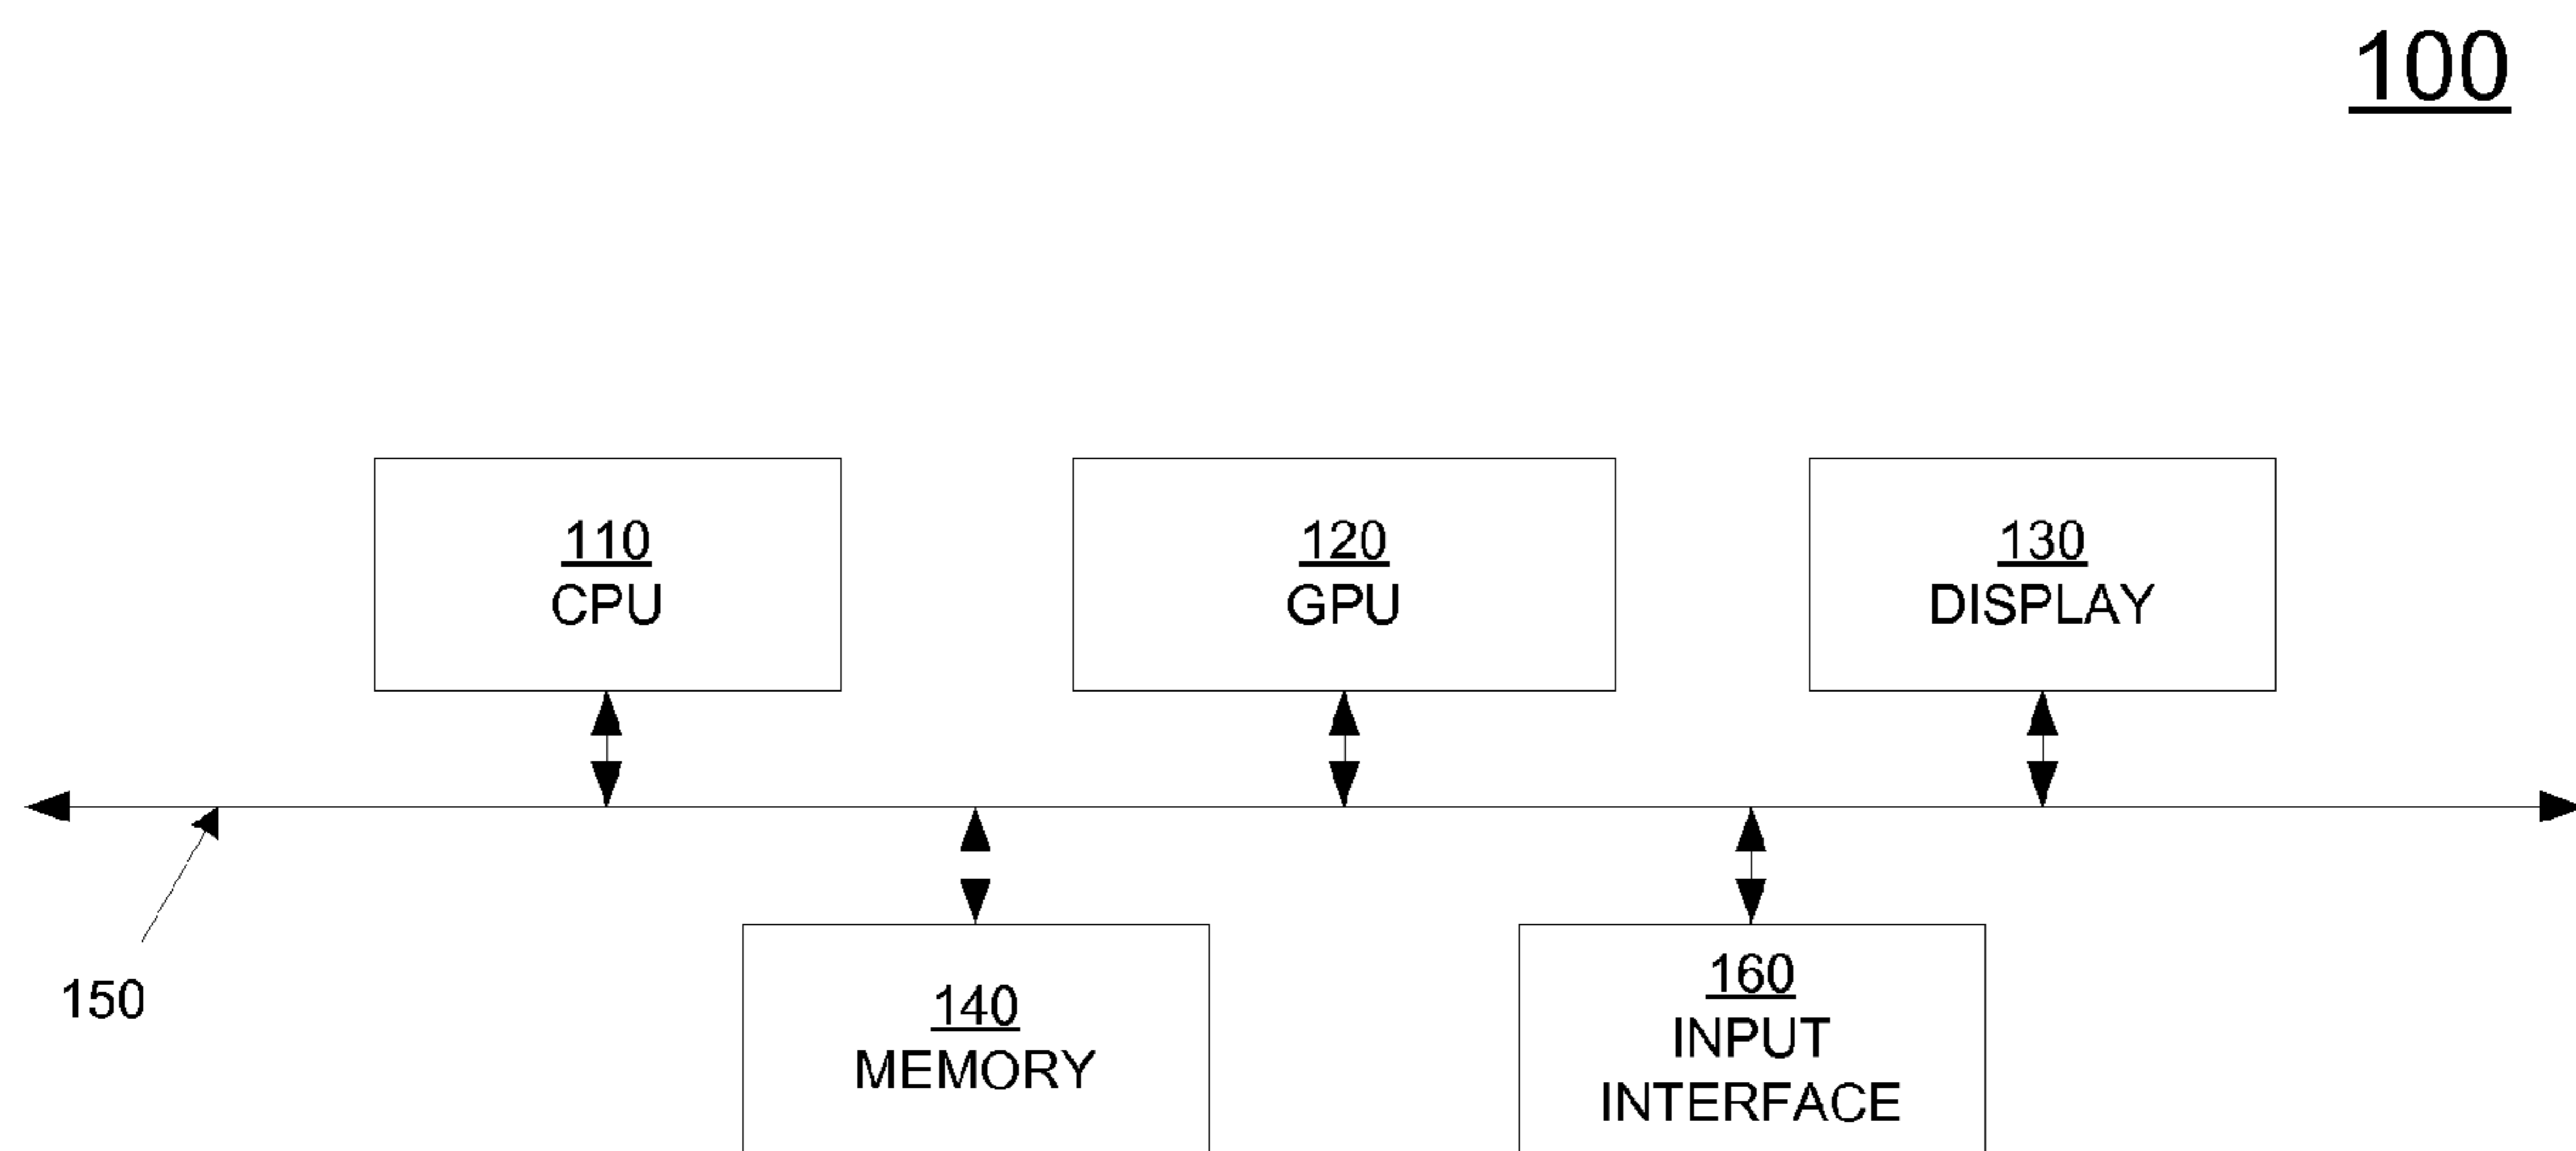 100
110
CPU
120
GPU
130
DISPLAY
150
140
MEMORY
160
INPUT
INTERFACE